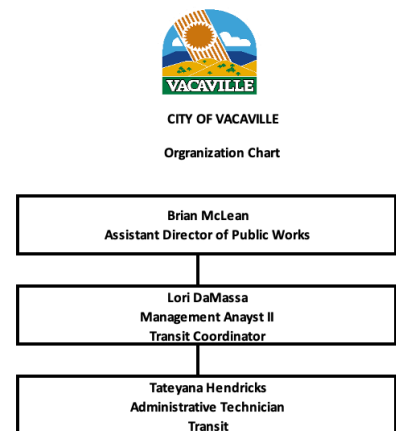 VACAVILLE
CITY OF VACAVILLE
Orgranization Chart
Brian McLean
Assistant Director of Public Works
Lori DaMassa
Management Anayst II
Transit Coordinator
Tateyana Hendricks
Administrative Technician
Transit